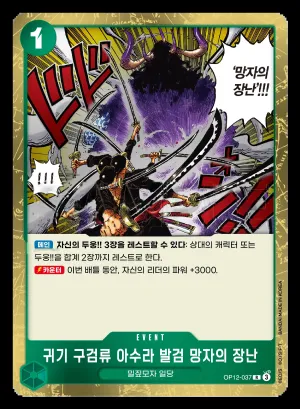 1
'망자의
장난'!!!
!!!
메인 자신의 두웅!! 3장을 레스트할 수 있다: 상대의 캐릭터 또는
두웅!!을 합계 2장까지 레스트로 한다.
카운터 이번 배틀 동안, 자신의 리더의 파워 +3000.
EVENT
귀기 구검류 아수라 발검 망자의 장난
밀짚모자 일당
OP12-037 R 3